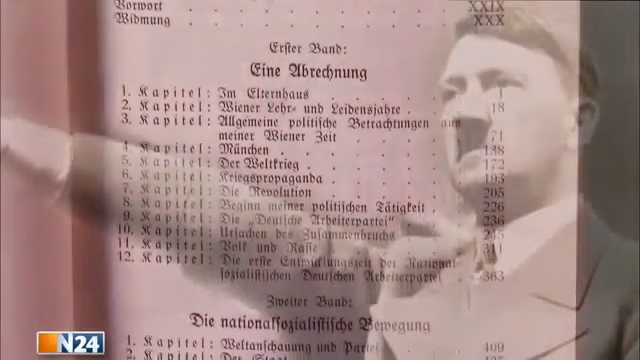 Vorwort . . . XXIX
Widmung . . . XXX
Erster Band:
Eine Abrechnung
1. Kapitel: Im Elternhaus . . . 1
2. Kapitel: Wiener Lehr- und Leidensjahre . . . 18
3. Kapitel: Allgemeine politische Betrachtungen aus
meiner Wiener Zeit . . . 71
4. Kapitel: München . . . 138
5. Kapitel: Der Weltkrieg . . . 172
6. Kapitel: Kriegspropaganda . . . 193
7. Kapitel: Die Revolution . . . 205
8. Kapitel: Beginn meiner politischen Tätigkeit . . . 226
9. Kapitel: Die „Deutsche Arbeiterpartei“ . . . 236
10. Kapitel: Ursachen des Zusammenbruchs . . . 245
11. Kapitel: Volk und Rasse . . . 311
12. Kapitel: Die erste Entwicklungszeit der National-
sozialistischen Deutschen Arbeiterpartei . . . 363
Zweiter Band:
Die nationalsozialistische Bewegung
1. Kapitel: Weltanschauung und Partei . . . 409
2. Kapitel: Der Staat
N24